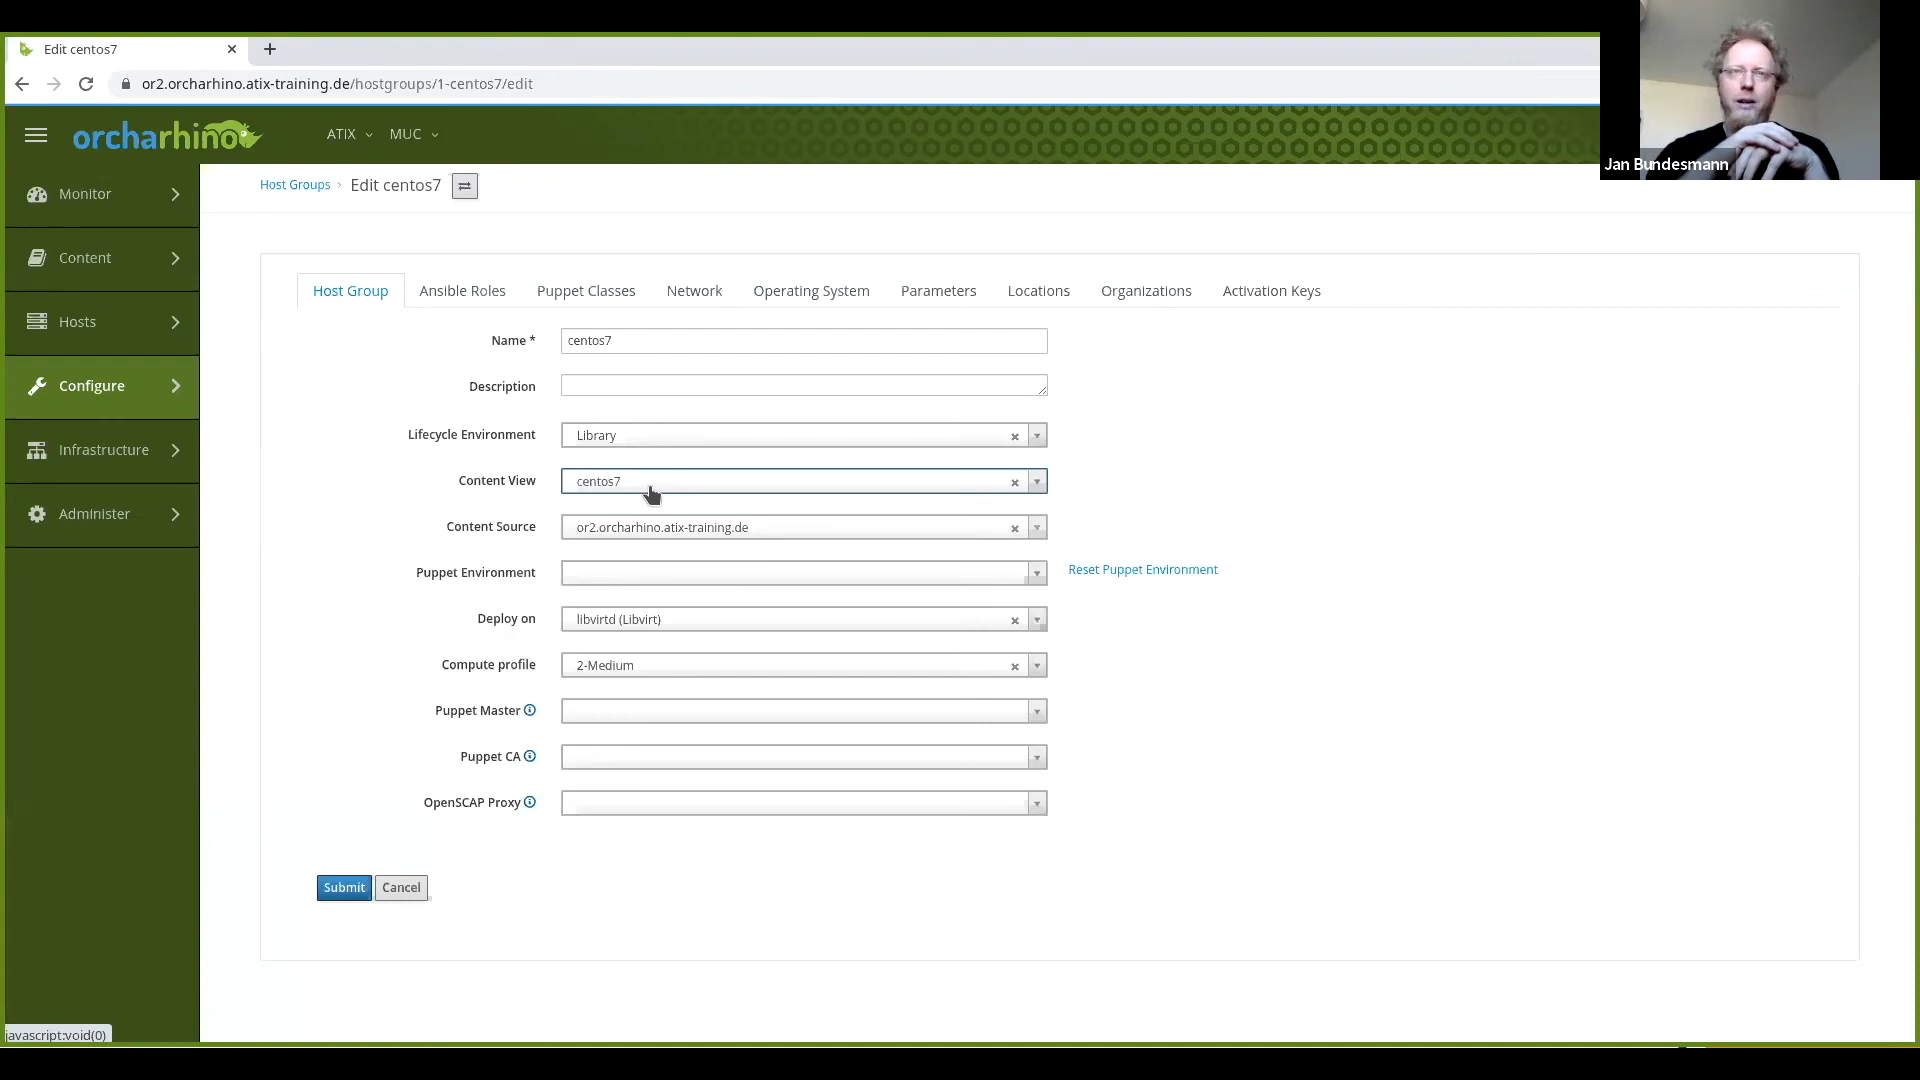 Edit centos7
or2.orcharhino.atix-training.de/hostgroups/1-centos7/edit
orcharhino
ATIX
MUC
Jan Bundesmann
Monitor
Content
Hosts
Configure
Infrastructure
Administer
Host Groups › Edit centos7
Host Group Ansible Roles Puppet Classes Network Operating System Parameters Locations Organizations Activation Keys
Name * centos7
Description
Lifecycle Environment Library
Content View centos7
Content Source or2.orcharhino.atix-training.de
Puppet Environment Reset Puppet Environment
Deploy on libvirtd (Libvirt)
Compute profile 2-Medium
Puppet Master
Puppet CA
OpenSCAP Proxy
Submit Cancel
javascript:void(0)